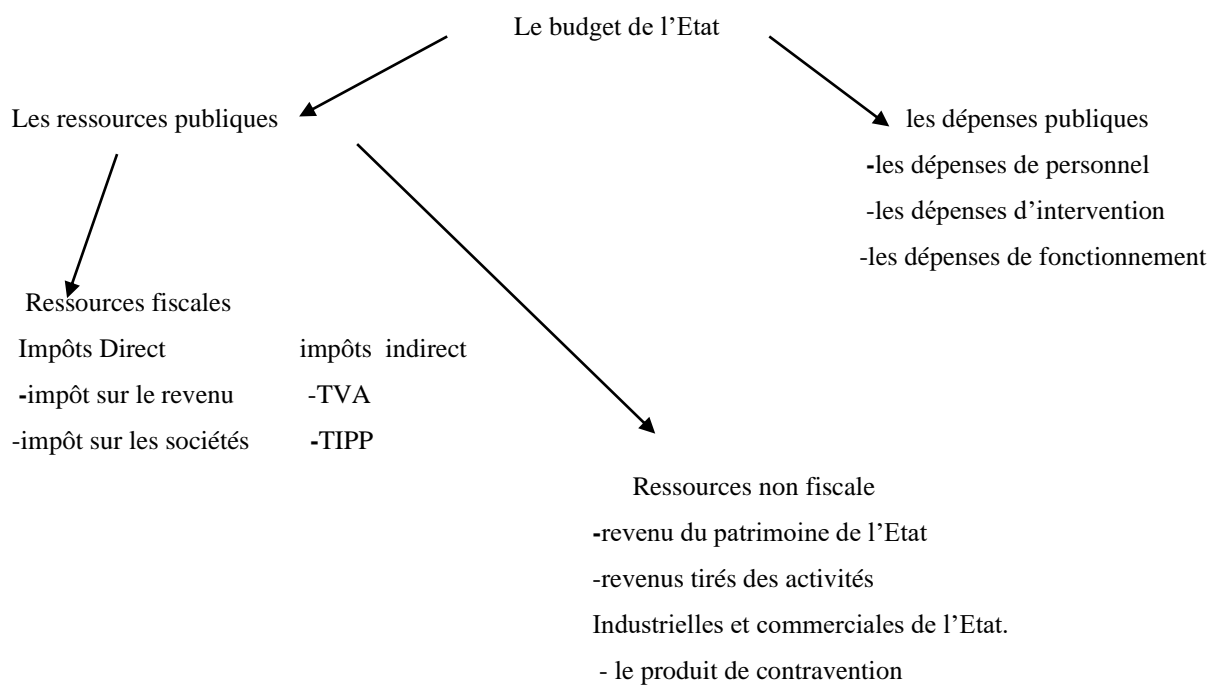 Le budget de l’Etat
Les ressources publiques
les dépenses publiques
-les dépenses de personnel
-les dépenses d’intervention
-les dépenses de fonctionnement
Ressources fiscales
Impôts Direct impôts indirect
-impôt sur le revenu -TVA
-impôt sur les sociétés -TIPP
Ressources non fiscale
-revenu du patrimoine de l’Etat
-revenus tirés des activités
Industrielles et commerciales de l’Etat.
- le produit de contravention